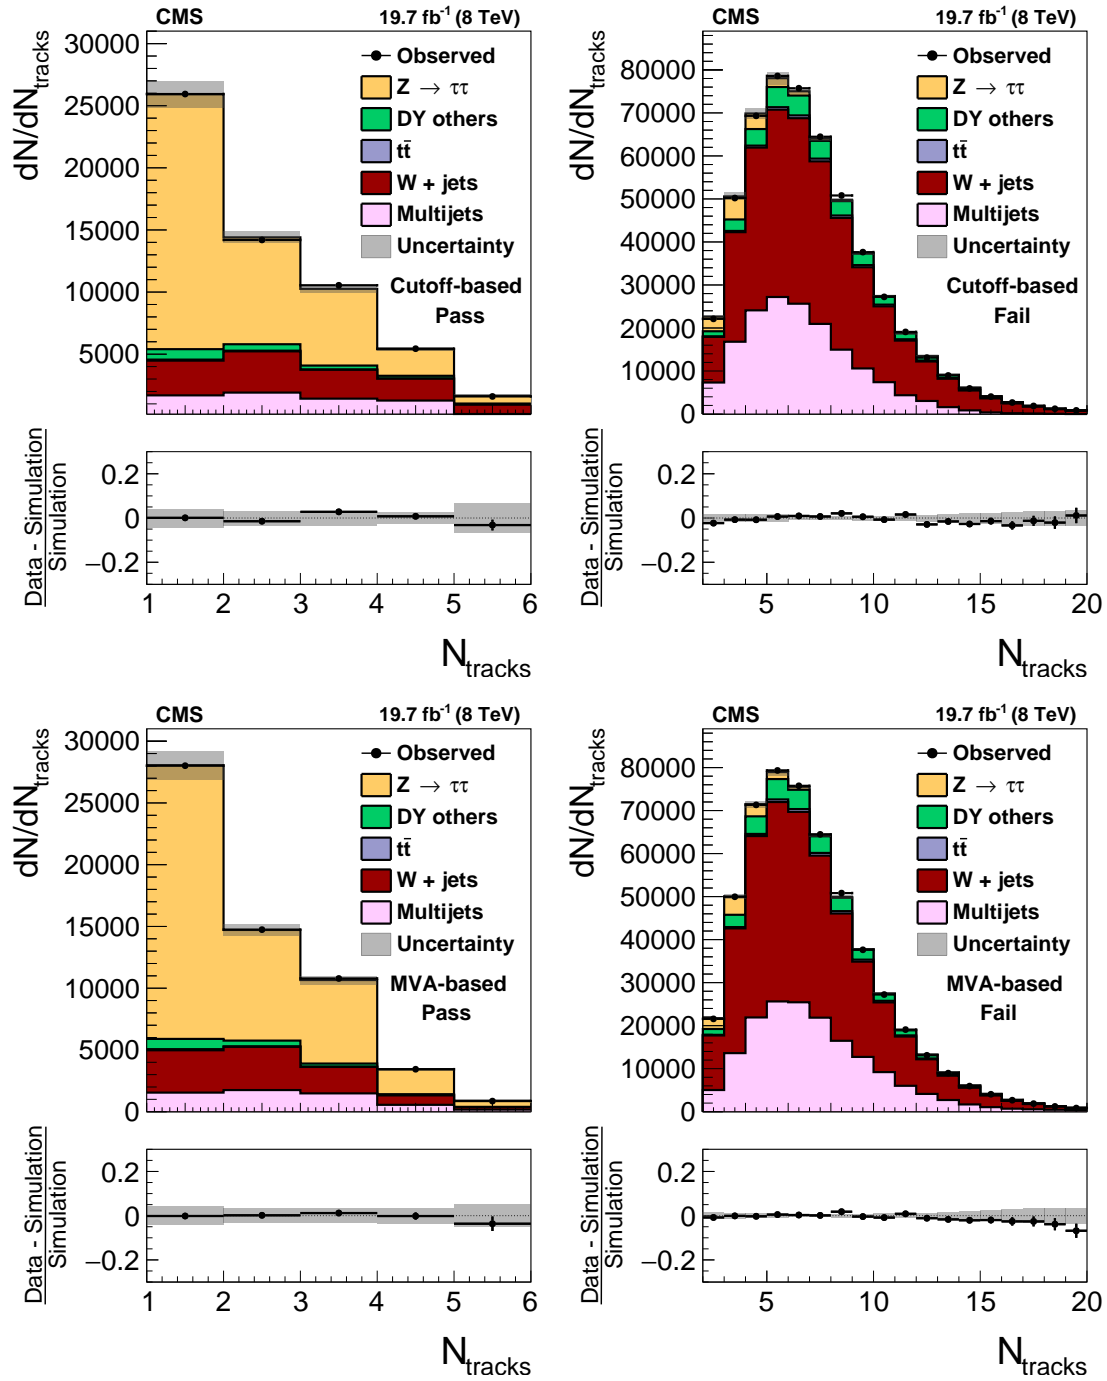 CMS 19.7 fb⁻¹ (8 TeV)
dN/dN_tracks
30000
25000
20000
15000
10000
5000
Observed
Z → ττ
DY others
tt̄
W + jets
Multijets
Uncertainty
Cutoff-based
Pass
Data - Simulation
Simulation
0.2
0
−0.2
1 2 3 4 5 6
N_tracks
CMS 19.7 fb⁻¹ (8 TeV)
dN/dN_tracks
80000
70000
60000
50000
40000
30000
20000
10000
0
Observed
Z → ττ
DY others
tt̄
W + jets
Multijets
Uncertainty
Cutoff-based
Fail
Data - Simulation
Simulation
0.2
0
−0.2
5 10 15 20
N_tracks
CMS 19.7 fb⁻¹ (8 TeV)
dN/dN_tracks
30000
25000
20000
15000
10000
5000
0
Observed
Z → ττ
DY others
tt̄
W + jets
Multijets
Uncertainty
MVA-based
Pass
Data - Simulation
Simulation
0.2
0
−0.2
1 2 3 4 5 6
N_tracks
CMS 19.7 fb⁻¹ (8 TeV)
dN/dN_tracks
80000
70000
60000
50000
40000
30000
20000
10000
0
Observed
Z → ττ
DY others
tt̄
W + jets
Multijets
Uncertainty
MVA-based
Fail
Data - Simulation
Simulation
0.2
0
−0.2
5 10 15 20
N_tracks